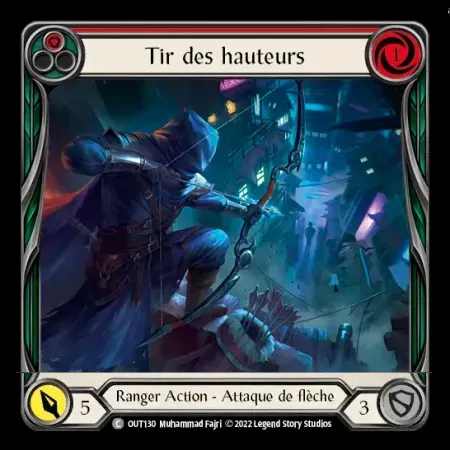 Tir des hauteurs
1
Ranger Action - Attaque de flèche
5
3
C OUT130 Muhammad Fajri © 2022 Legend Story Studios